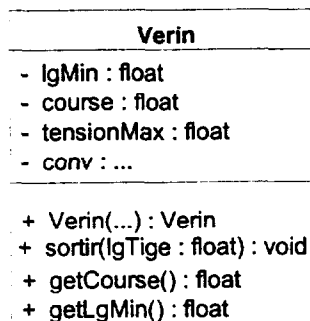 Verin
- lgMin : float
- course : float
- tensionMax : float
- conv : ...
+ Verin(...) : Verin
+ sortir(lgTige : float) : void
+ getCourse() : float
+ getLgMin() : float